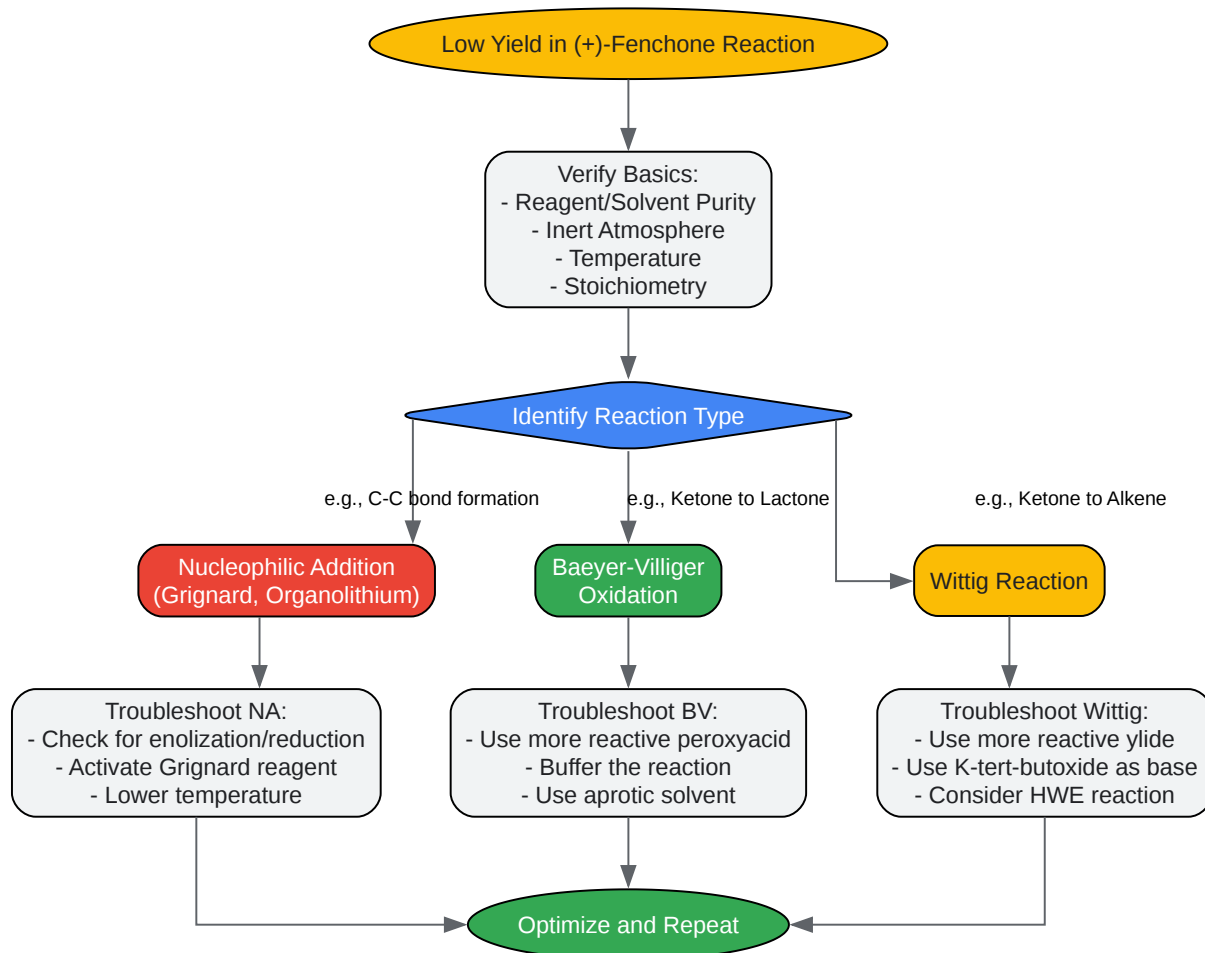 Low Yield in (+)-Fenchone Reaction
Verify Basics:
- Reagent/Solvent Purity
- Inert Atmosphere
- Temperature
- Stoichiometry
Identify Reaction Type
e.g., C-C bond formation
e.g., Ketone to Lactone
e.g., Ketone to Alkene
Nucleophilic Addition
(Grignard, Organolithium)
Baeyer-Villiger
Oxidation
Wittig Reaction
Troubleshoot NA:
- Check for enolization/reduction
- Activate Grignard reagent
- Lower temperature
Troubleshoot BV:
- Use more reactive peroxyacid
- Buffer the reaction
- Use aprotic solvent
Troubleshoot Wittig:
- Use more reactive ylide
- Use K-tert-butoxide as base
- Consider HWE reaction
Optimize and Repeat